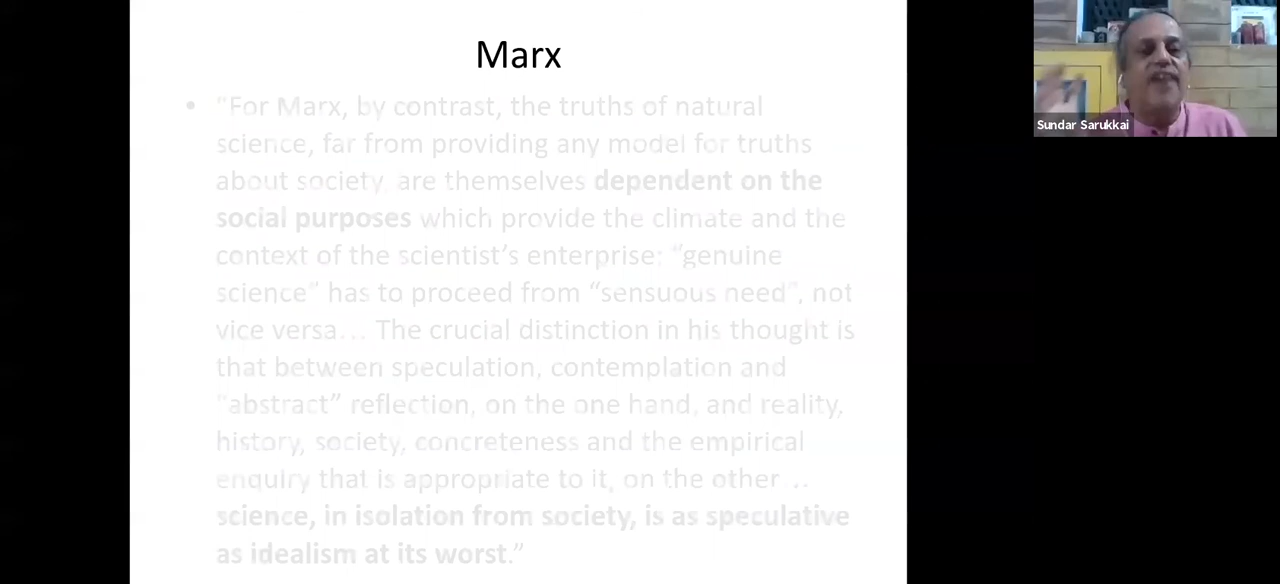 Marx
• “For Marx, by contrast, the truths of natural
science, far from providing any model for truths
about society, are themselves dependent on the
social purposes which provide the climate and the
context of the scientist’s enterprise: “genuine
science” has to proceed from “sensuous need”, not
vice versa… The crucial distinction in his thought is
that between speculation, contemplation and
“abstract” reflection, on the one hand, and reality,
history, society, concreteness and the empirical
enquiry that is appropriate to it, on the other …
science, in isolation from society, is as speculative
as idealism at its worst.”
Sundar Sarukkai